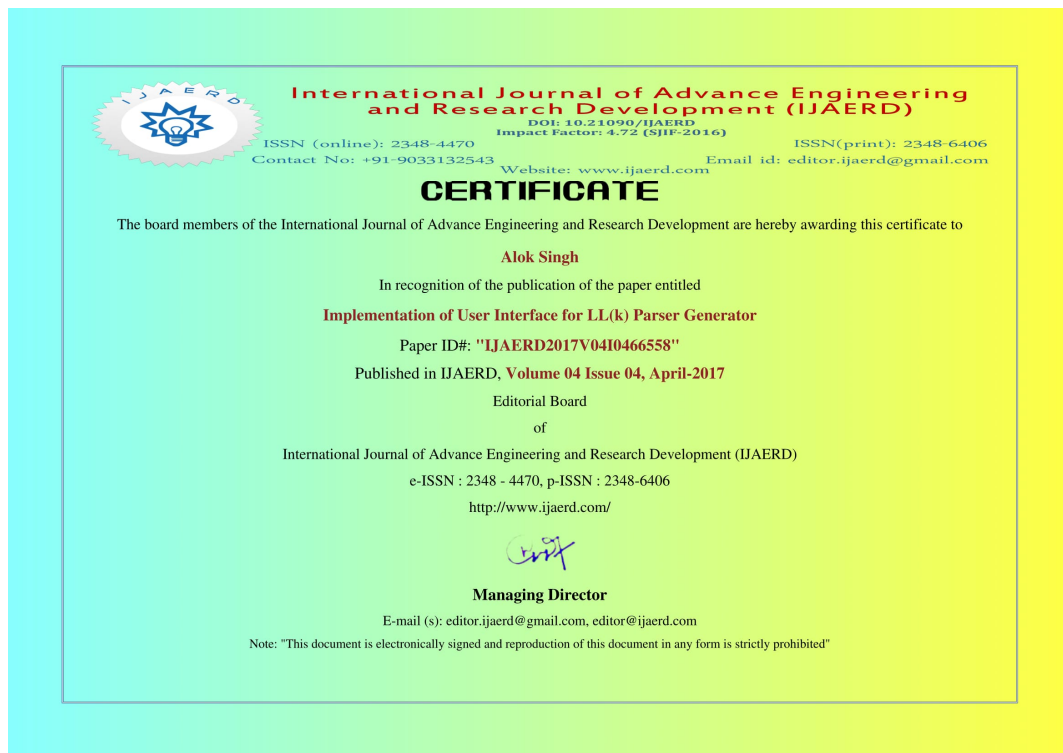 IJAERD
International Journal of Advance Engineering
and Research Development (IJAERD)
DOI: 10.21090/IJAERD
Impact Factor: 4.72 (SJIF-2016)
ISSN (online): 2348-4470 ISSN(print): 2348-6406
Contact No: +91-9033132543 Email id: editor.ijaerd@gmail.com
Website: www.ijaerd.com
CERTIFICATE
The board members of the International Journal of Advance Engineering and Research Development are hereby awarding this certificate to
Alok Singh
In recognition of the publication of the paper entitled
Implementation of User Interface for LL(k) Parser Generator
Paper ID#: "IJAERD2017V04I0466558"
Published in IJAERD, Volume 04 Issue 04, April-2017
Editorial Board
of
International Journal of Advance Engineering and Research Development (IJAERD)
e-ISSN : 2348 - 4470, p-ISSN : 2348-6406
http://www.ijaerd.com/
Managing Director
E-mail (s): editor.ijaerd@gmail.com, editor@ijaerd.com
Note: "This document is electronically signed and reproduction of this document in any form is strictly prohibited"